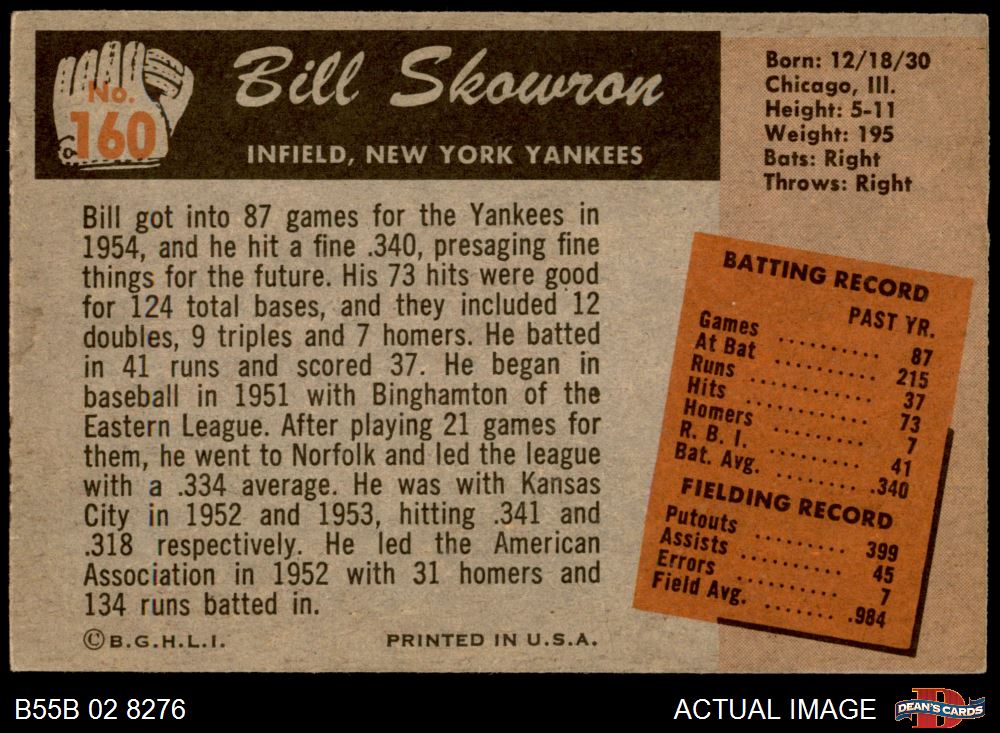 No.
160
Bill Skowron
INFIELD, NEW YORK YANKEES
Born: 12/18/30
Chicago, Ill.
Height: 5-11
Weight: 195
Bats: Right
Throws: Right
Bill got into 87 games for the Yankees in
1954, and he hit a fine .340, presaging fine
things for the future. His 73 hits were good
for 124 total bases, and they included 12
doubles, 9 triples and 7 homers. He batted
in 41 runs and scored 37. He began in
baseball in 1951 with Binghamton of the
Eastern League. After playing 21 games for
them, he went to Norfolk and led the league
with a .334 average. He was with Kansas
City in 1952 and 1953, hitting .341 and
.318 respectively. He led the American
Association in 1952 with 31 homers and
134 runs batted in.
©B.G.H.L.I. PRINTED IN U.S.A.
BATTING RECORD
PAST YR.
Games .......... 87
At Bat .......... 215
Runs .......... 37
Hits .......... 73
Homers .......... 7
R. B. I. .......... 41
Bat. Avg. .......... .340
FIELDING RECORD
Putouts .......... 399
Assists .......... 45
Errors .......... 7
Field Avg. ....... .984
B55B 02 8276
ACTUAL IMAGE
D
DEAN'S CARDS